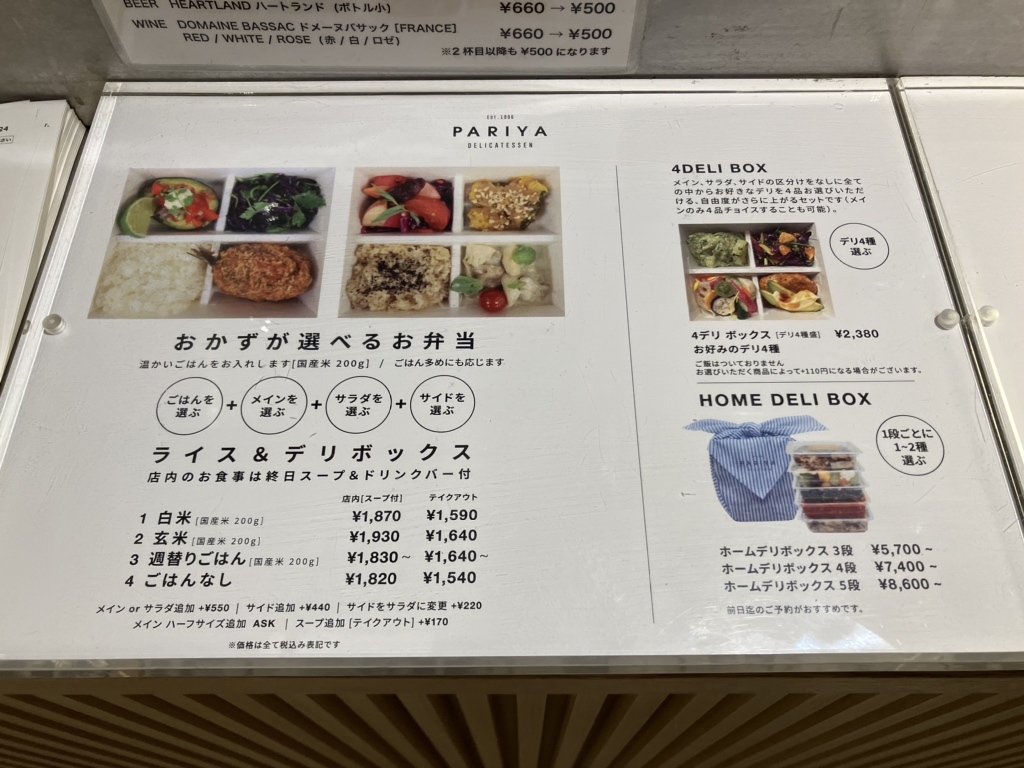 BEER HEARTLAND ハートランド (ボトル小) ¥660 → ¥500
WINE DOMAINE BASSAC ドメーヌバサック [FRANCE] ¥660 → ¥500
RED / WHITE / ROSE (赤 / 白 / ロゼ)
※2 杯目以降も ¥500 になります
EST. 1996
PARIYA
DELICATESSEN
おかずが選べるお弁当
温かいごはんをお入れします[国産米 200g] / ごはん多めにも応じます
ごはんを
選ぶ
+
メインを
選ぶ
+
サラダを
選ぶ
+
サイドを
選ぶ
ライス & デリボックス
店内のお食事は終日スープ&ドリンクバー付
店内[スープ付] テイクアウト
1 白米 [国産米 200g] ¥1,870 ¥1,590
2 玄米 [国産米 200g] ¥1,930 ¥1,640
3 週替りごはん [国産米 200g] ¥1,830~ ¥1,640~
4 ごはんなし ¥1,820 ¥1,540
メイン or サラダ追加 +¥550 | サイド追加 +¥440 | サイドをサラダに変更 +¥220
メイン ハーフサイズ追加 ASK | スープ追加 [テイクアウト] +¥170
※価格は全て税込み表記です
4DELI BOX
メイン、サラダ、サイドの区分けをなしに全て
の中からお好きなデリを4品お選びいただ
ける、自由度がさらに上がるセットです(メイ
ンのみ4品チョイスすることも可能)。
デリ4種
選ぶ
4デリ ボックス [デリ4種盛] ¥2,380
お好みのデリ4種
ご飯はついておりません
お選びいただく商品によって+110円になる場合がございます。
HOME DELI BOX
1段ごとに
1~2種
選ぶ
PARIYA
ホームデリボックス 3段 ¥5,700 ~
ホームデリボックス 4段 ¥7,400 ~
ホームデリボックス 5段 ¥8,600 ~
前日迄のご予約がおすすめです。
24